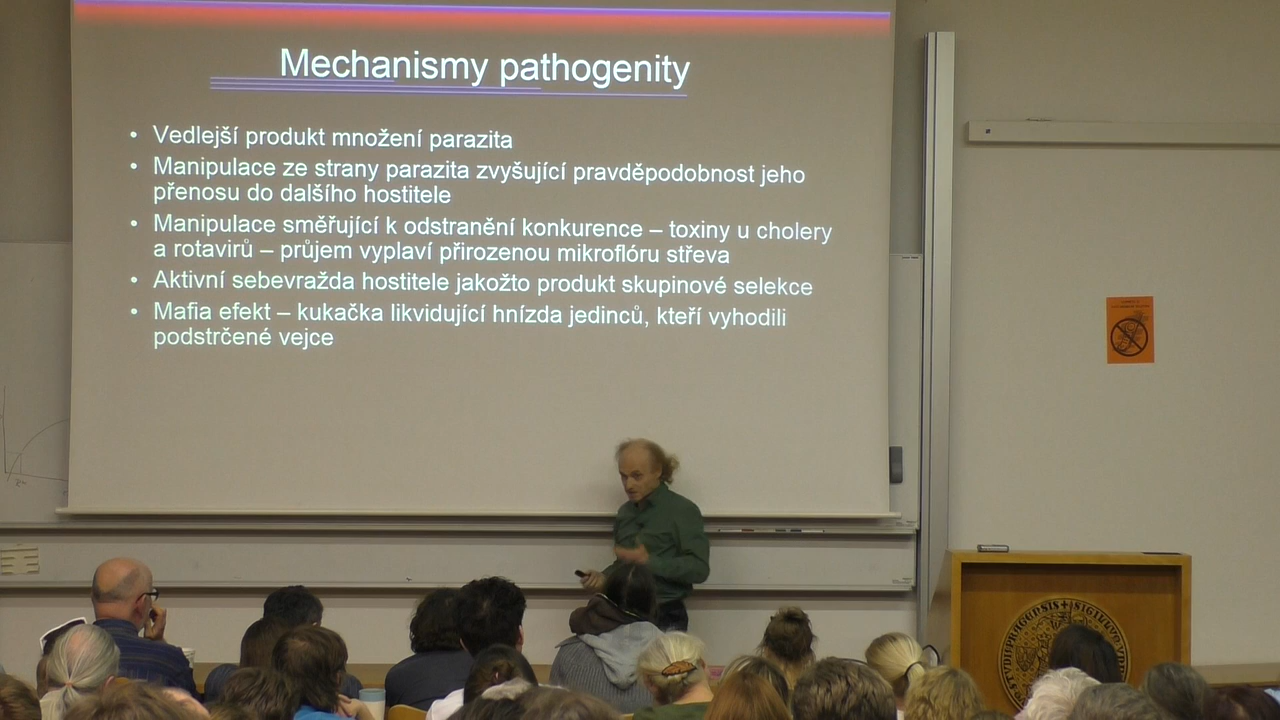 Mechanismy pathogenity
• Vedlejší produkt množení parazita
• Manipulace ze strany parazita zvyšující pravděpodobnost jeho
přenosu do dalšího hostitele
• Manipulace směřující k odstranění konkurence – toxiny u cholery
a rotavirů – průjem vyplaví přirozenou mikroflóru střeva
• Aktivní sebevražda hostitele jakožto produkt skupinové selekce
• Mafia efekt – kukačka likvidující hnízda jedinců, kteří vyhodili
podstrčené vejce